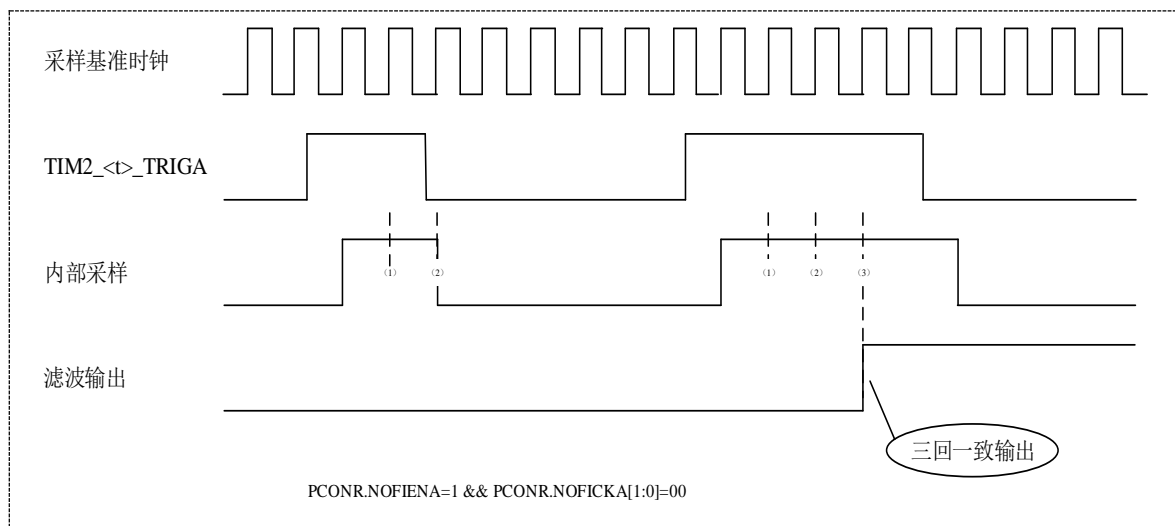 采样基准时钟
TIM2_<t>_TRIGA
内部采样
（1）
（2）
（1）
（2）
（3）
滤波输出
三回一致输出
PCONR.NOFIENA=1 && PCONR.NOFICKA[1:0]=00